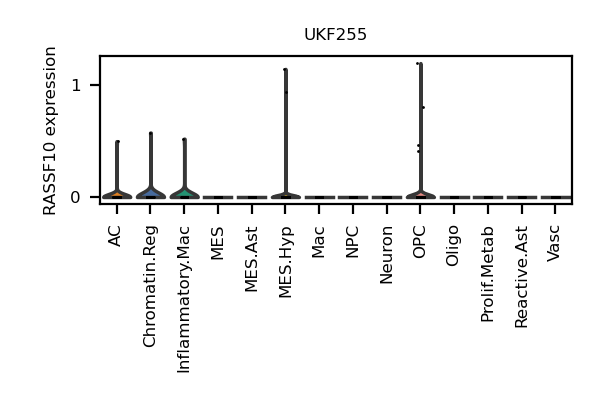 UKF255
RASSF10 expression
1
0
AC
Chromatin.Reg
Inflammatory.Mac
MES
MES.Ast
MES.Hyp
Mac
NPC
Neuron
OPC
Oligo
Prolif.Metab
Reactive.Ast
Vasc